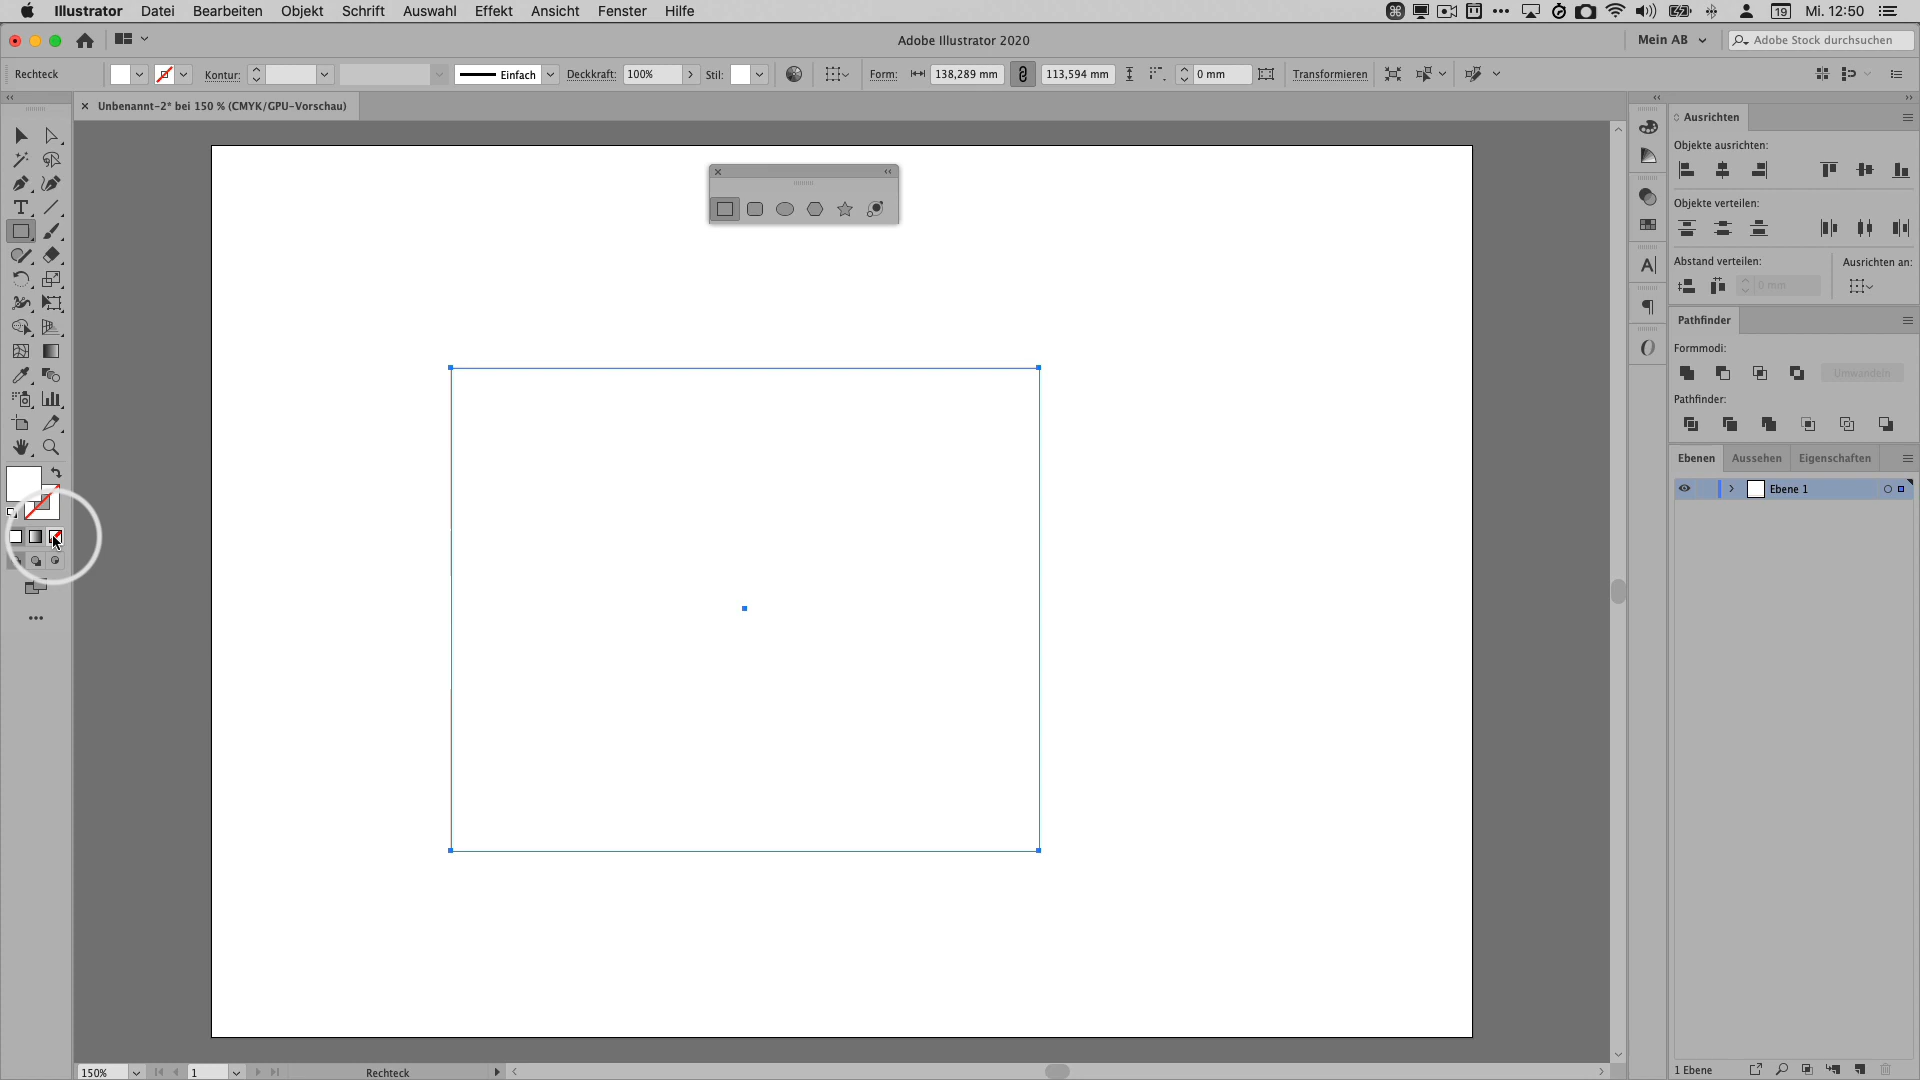 Illustrator Datei Bearbeiten Objekt Schrift Auswahl Effekt Ansicht Fenster Hilfe 19 Mi. 12:50
Adobe Illustrator 2020 Mein AB Adobe Stock durchsuchen
Rechteck Kontur: Einfach Deckkraft: 100% Stil: Form: 138,289 mm 113,594 mm 0 mm Transformieren
Unbenannt-2* bei 150 % (CMYK/GPU-Vorschau)
Ausrichten
Objekte ausrichten:
Objekte verteilen:
Abstand verteilen: Ausrichten an:
0 mm
Pathfinder
Formmodi:
Umwandeln
Pathfinder:
Ebenen Aussehen Eigenschaften
Ebene 1
150% 1 Rechteck 1 Ebene